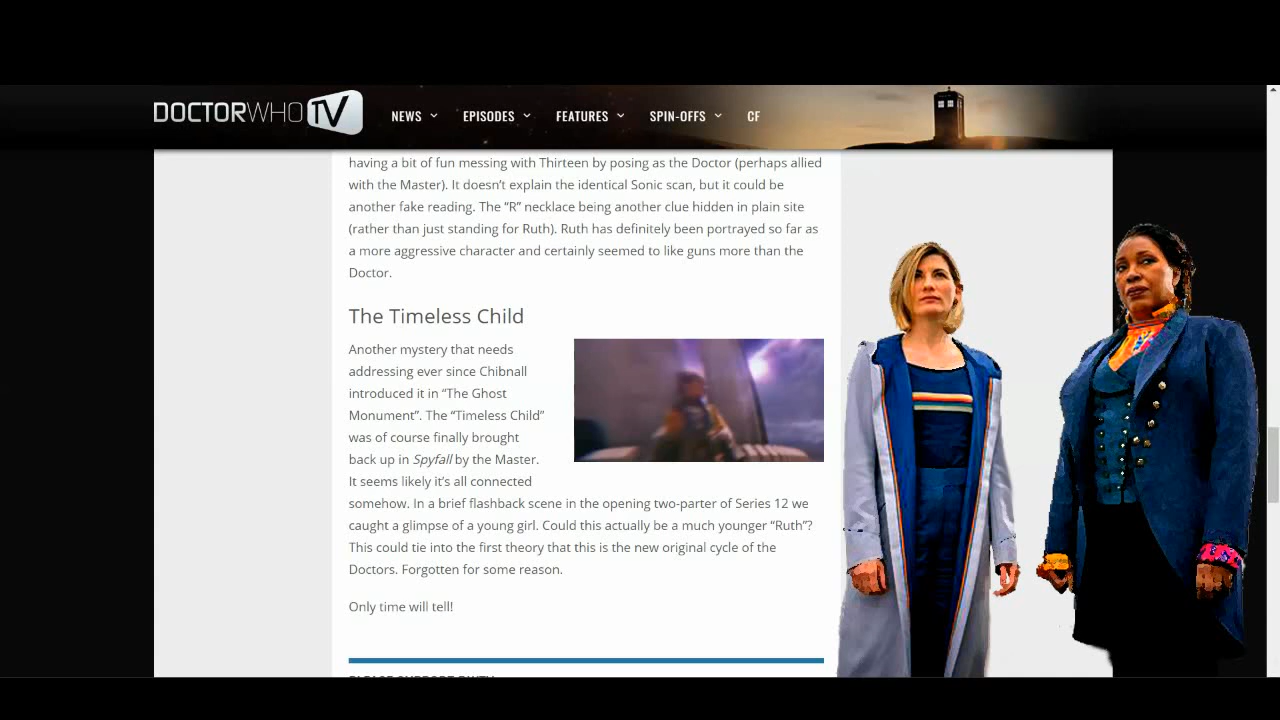 DOCTORWHO TV
NEWS EPISODES FEATURES SPIN-OFFS CF
having a bit of fun messing with Thirteen by posing as the Doctor (perhaps allied
with the Master). It doesn’t explain the identical Sonic scan, but it could be
another fake reading. The “R” necklace being another clue hidden in plain site
(rather than just standing for Ruth). Ruth has definitely been portrayed so far as
a more aggressive character and certainly seemed to like guns more than the
Doctor.
The Timeless Child
Another mystery that needs
addressing ever since Chibnall
introduced it in “The Ghost
Monument”. The “Timeless Child”
was of course finally brought
back up in Spyfall by the Master.
It seems likely it’s all connected
somehow. In a brief flashback scene in the opening two-parter of Series 12 we
caught a glimpse of a young girl. Could this actually be a much younger “Ruth”?
This could tie into the first theory that this is the new original cycle of the
Doctors. Forgotten for some reason.
Only time will tell!